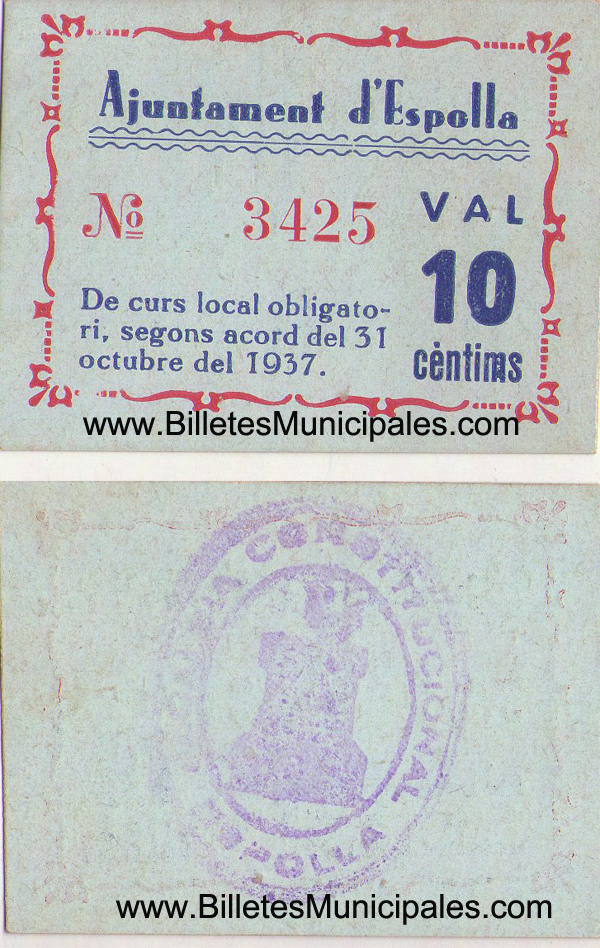 Ajuntament d'Espolla
Nº 3425
VAL
10
cèntims
De curs local obligato-
ri, segons acord del 31
octubre del 1937.
www.BilletesMunicipales.com
CONSTITUCIONAL
ESPOLLA
www.BilletesMunicipales.com